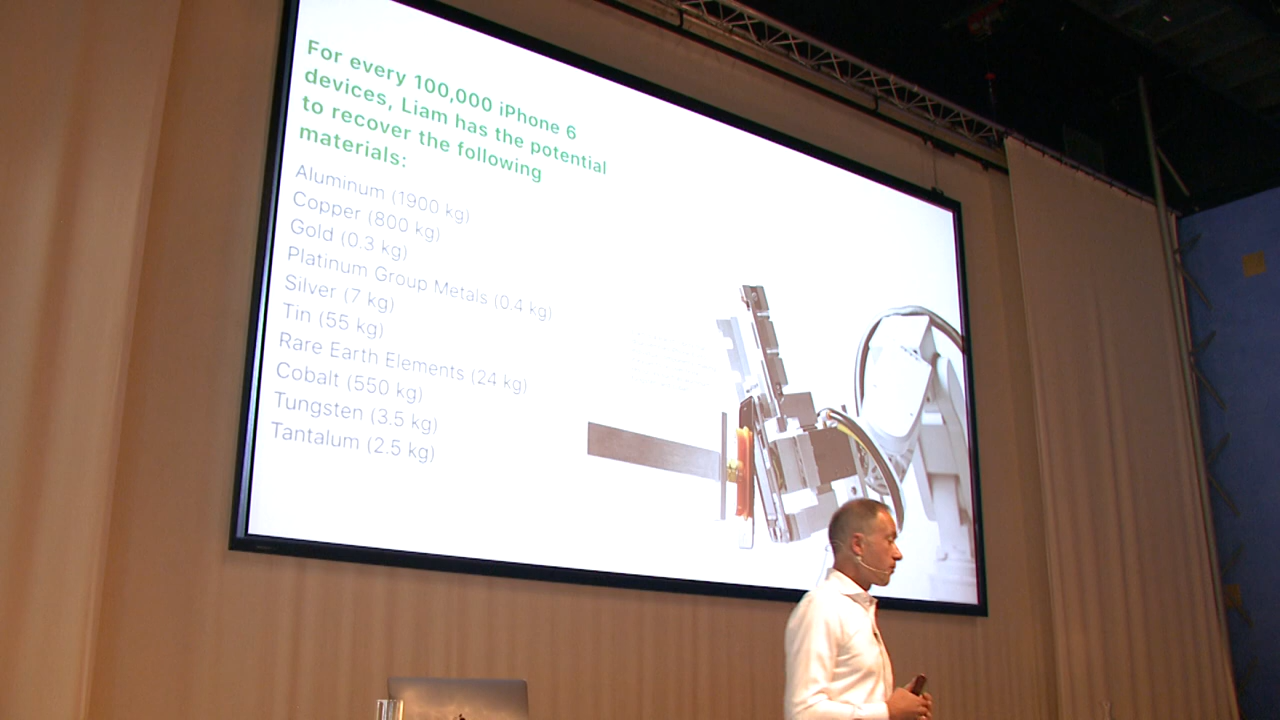 For every 100,000 iPhone 6
devices, Liam has the potential
to recover the following
materials:
Aluminum (1900 kg)
Copper (800 kg)
Gold (0.3 kg)
Platinum Group Metals (0.4 kg)
Silver (7 kg)
Tin (55 kg)
Rare Earth Elements (24 kg)
Cobalt (550 kg)
Tungsten (3.5 kg)
Tantalum (2.5 kg)